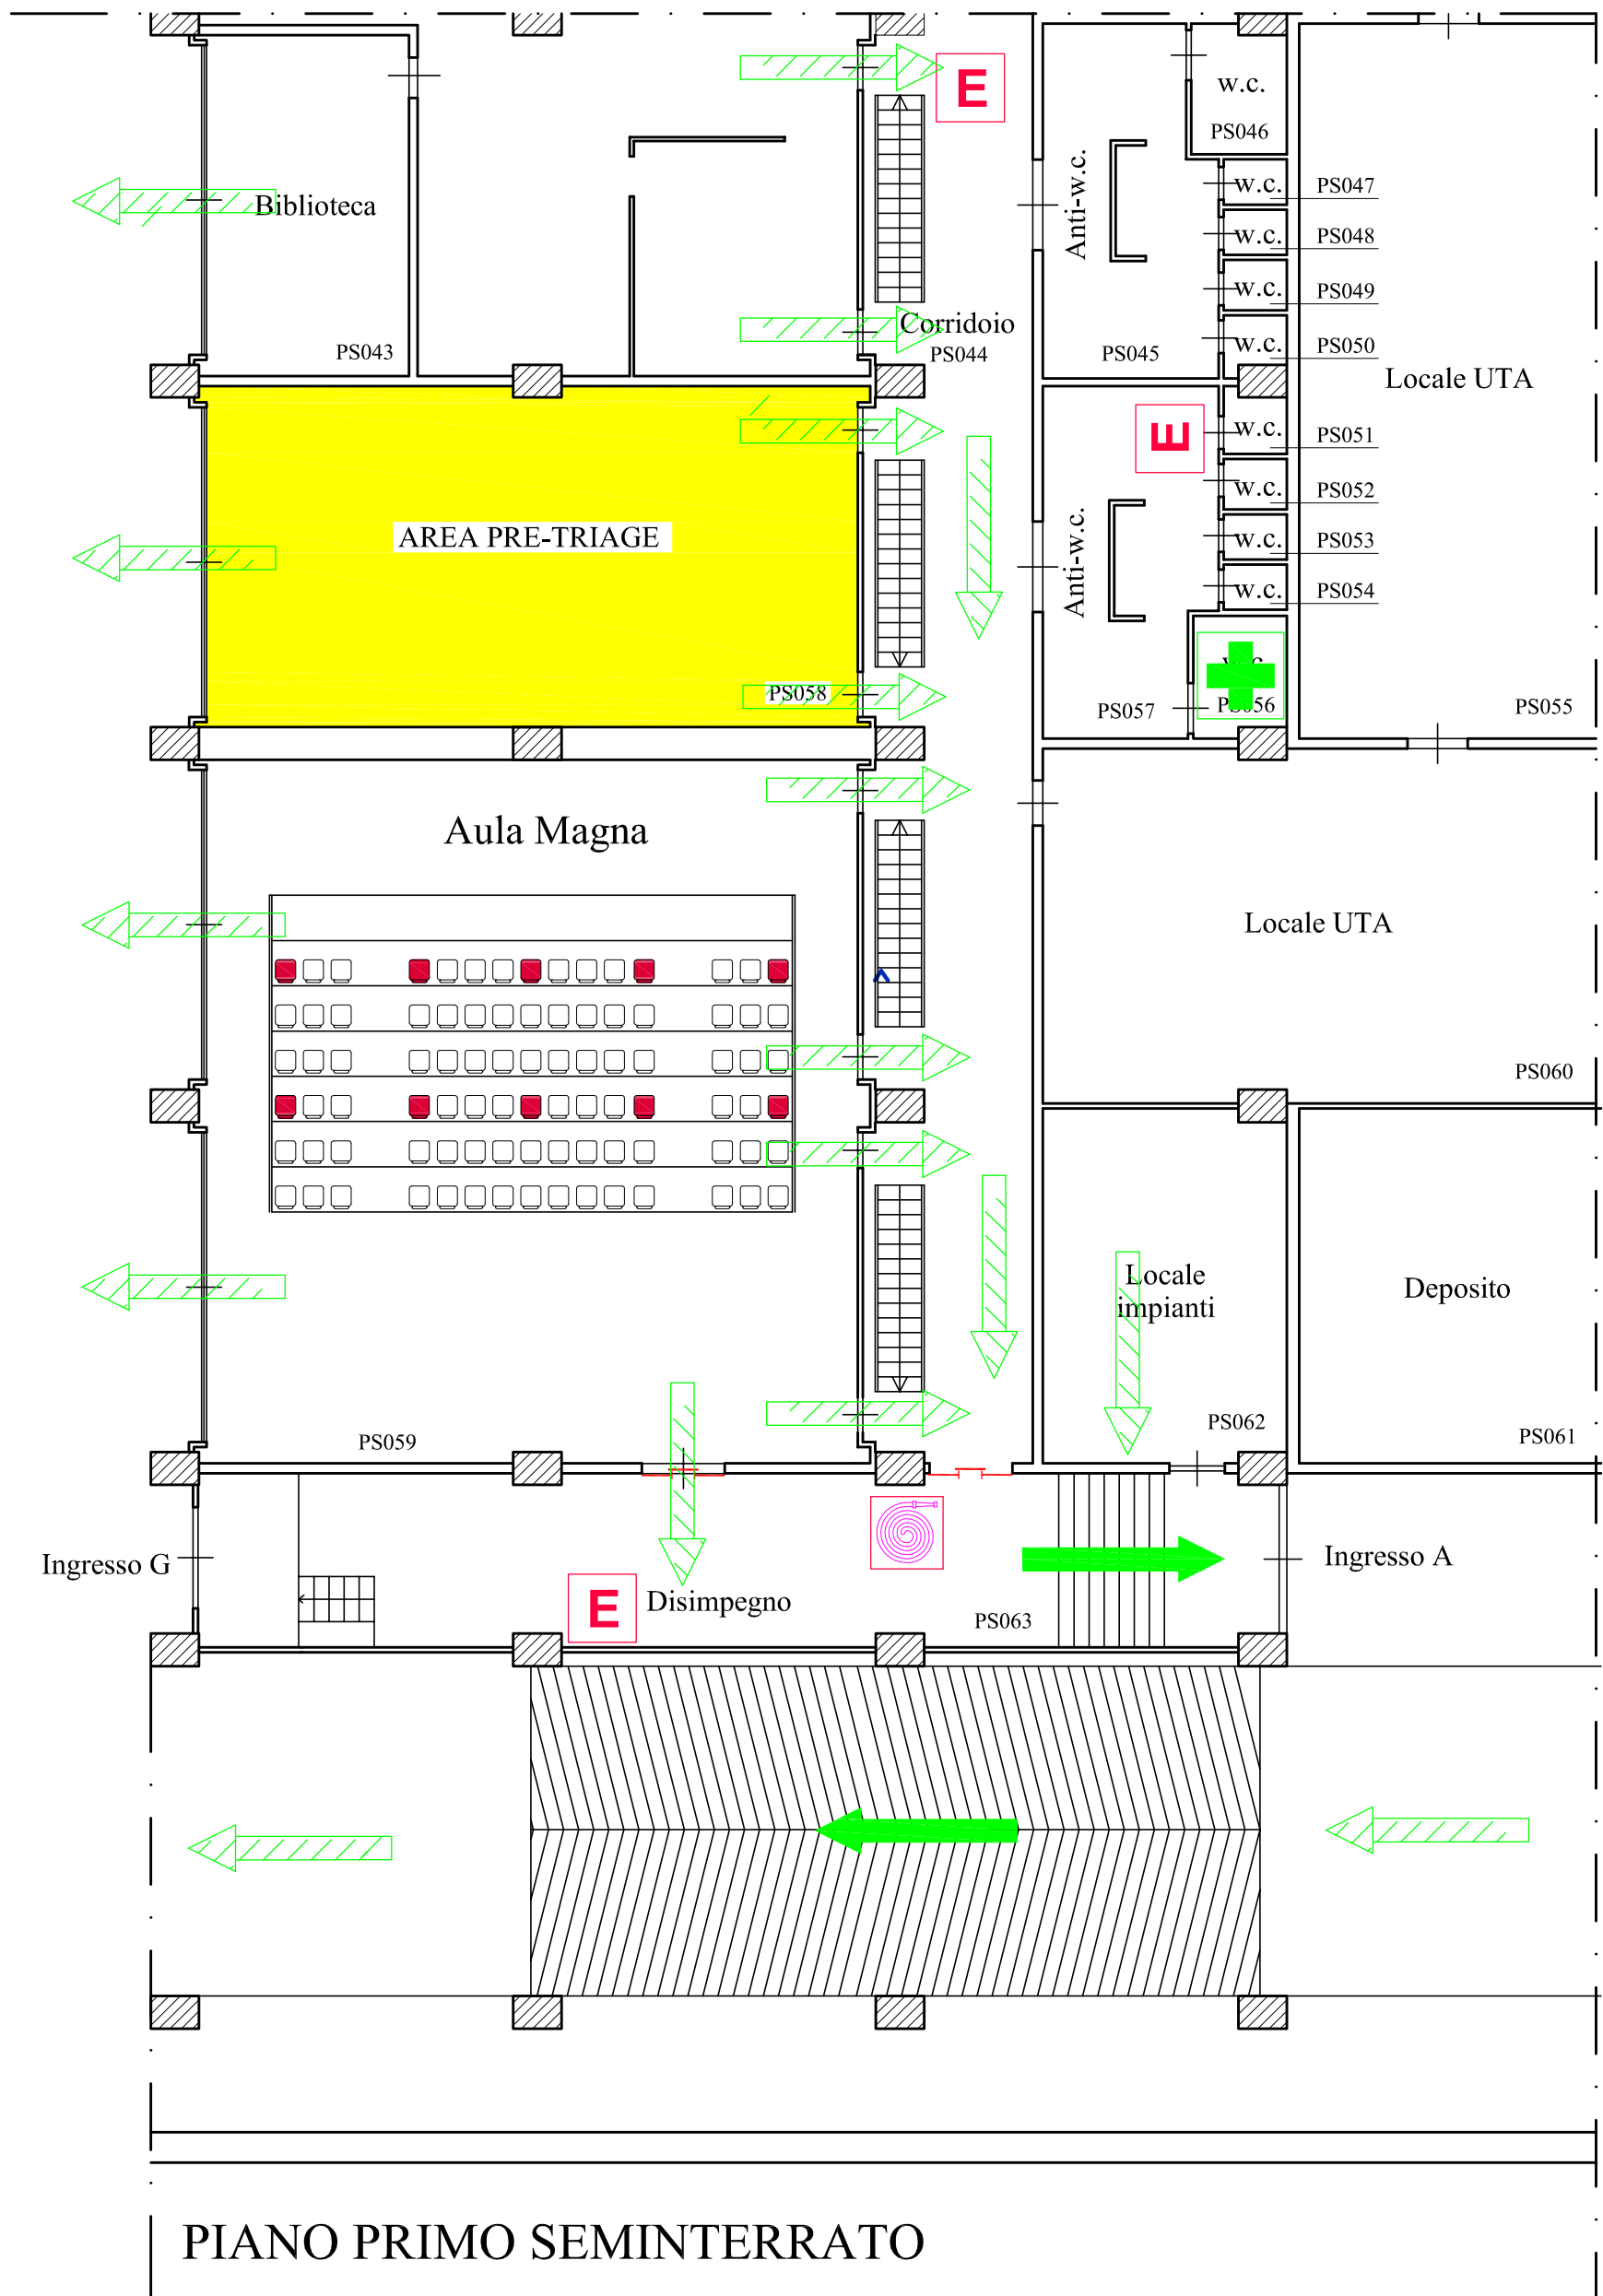 E
w.c.
PS046
Anti-w.c.
w.c. PS047
Biblioteca
w.c. PS048
w.c. PS049
Corridoio
PS044
PS043
PS045
w.c. PS050
Locale UTA
E
w.c. PS051
w.c. PS052
AREA PRE-TRIAGE
Anti-w.c.
w.c. PS053
w.c. PS054
w.c.
PS058
PS057
PS056
PS055
Aula Magna
Locale UTA
PS060
Locale
impianti
Deposito
PS059
PS062
PS061
Ingresso G
Ingresso A
E
Disimpegno
PS063
PIANO PRIMO SEMINTERRATO